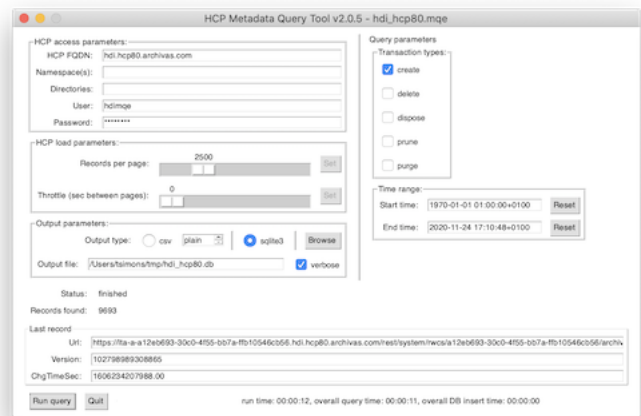 HCP Metadata Query Tool v2.0.5 - hdi_hcp80.mqe
HCP access parameters:
HCP FQDN: hdi.hcp80.archivas.com
Namespace(s):
Directories:
User: hdimqe
Password: ********
HCP load parameters:
2500
Records per page: Set
0
Throttle (sec between pages): Set
Output parameters:
Output type: csv plain sqlite3 Browse
Output file: /Users/tsimons/tmp/hdi_hcp80.db verbose
Query parameters
Transaction types:
create
delete
dispose
prune
purge
Time range:
Start time: 1970-01-01 01:00:00+0100 Reset
End time: 2020-11-24 17:10:48+0100 Reset
Status: finished
Records found: 9693
Last record
Url: https://lta-a-a12eb693-30c0-4f55-bb7a-ffb10546cb56.hdi.hcp80.archivas.com/rest/system/rwcs/a12eb693-30c0-4f55-bb7a-ffb10546cb56/archiv
Version: 102798989308865
ChgTimeSec: 1606234207988.00
Run query Quit run time: 00:00:12, overall query time: 00:00:11, overall DB insert time: 00:00:00